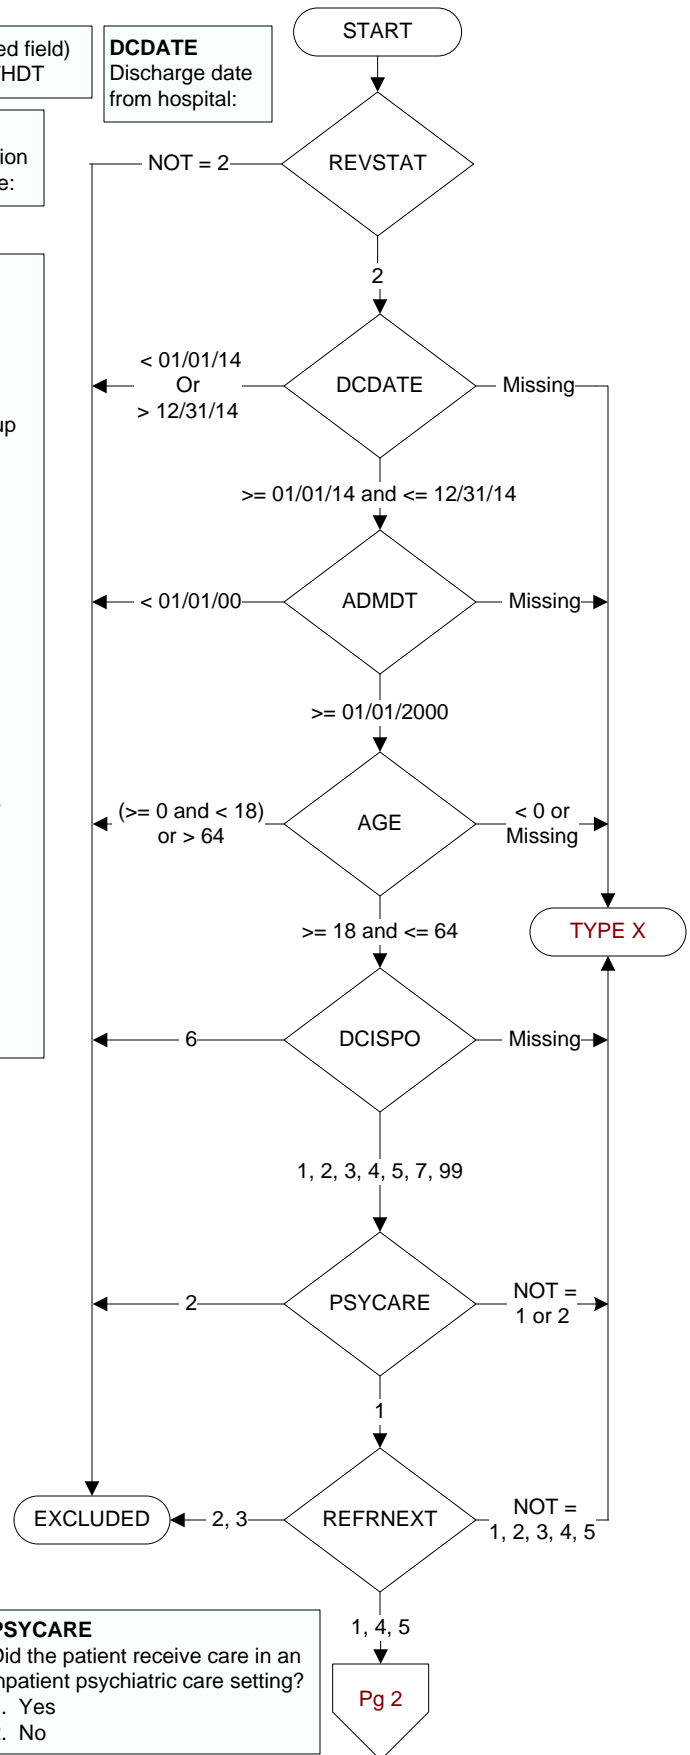 START
ed field)
HDT
DCDATE
Discharge date
from hospital:
ion
e:
NOT = 2
REVSTAT
2
< 01/01/14
Or
> 12/31/14
DCDATE
Missing
up
>= 01/01/14 and <= 12/31/14
< 01/01/00
ADMDT
Missing
>= 01/01/2000
(>= 0 and < 18)
or > 64
AGE
< 0 or
Missing
>= 18 and <= 64
TYPE X
6
DCISPO
Missing
1, 2, 3, 4, 5, 7, 99
2
PSYCARE
NOT =
1 or 2
1
EXCLUDED
2, 3
REFRNEXT
NOT =
1, 2, 3, 4, 5
1, 4, 5
Pg 2
PSYCARE
Did the patient receive care in an
inpatient psychiatric care setting?
. Yes
. No